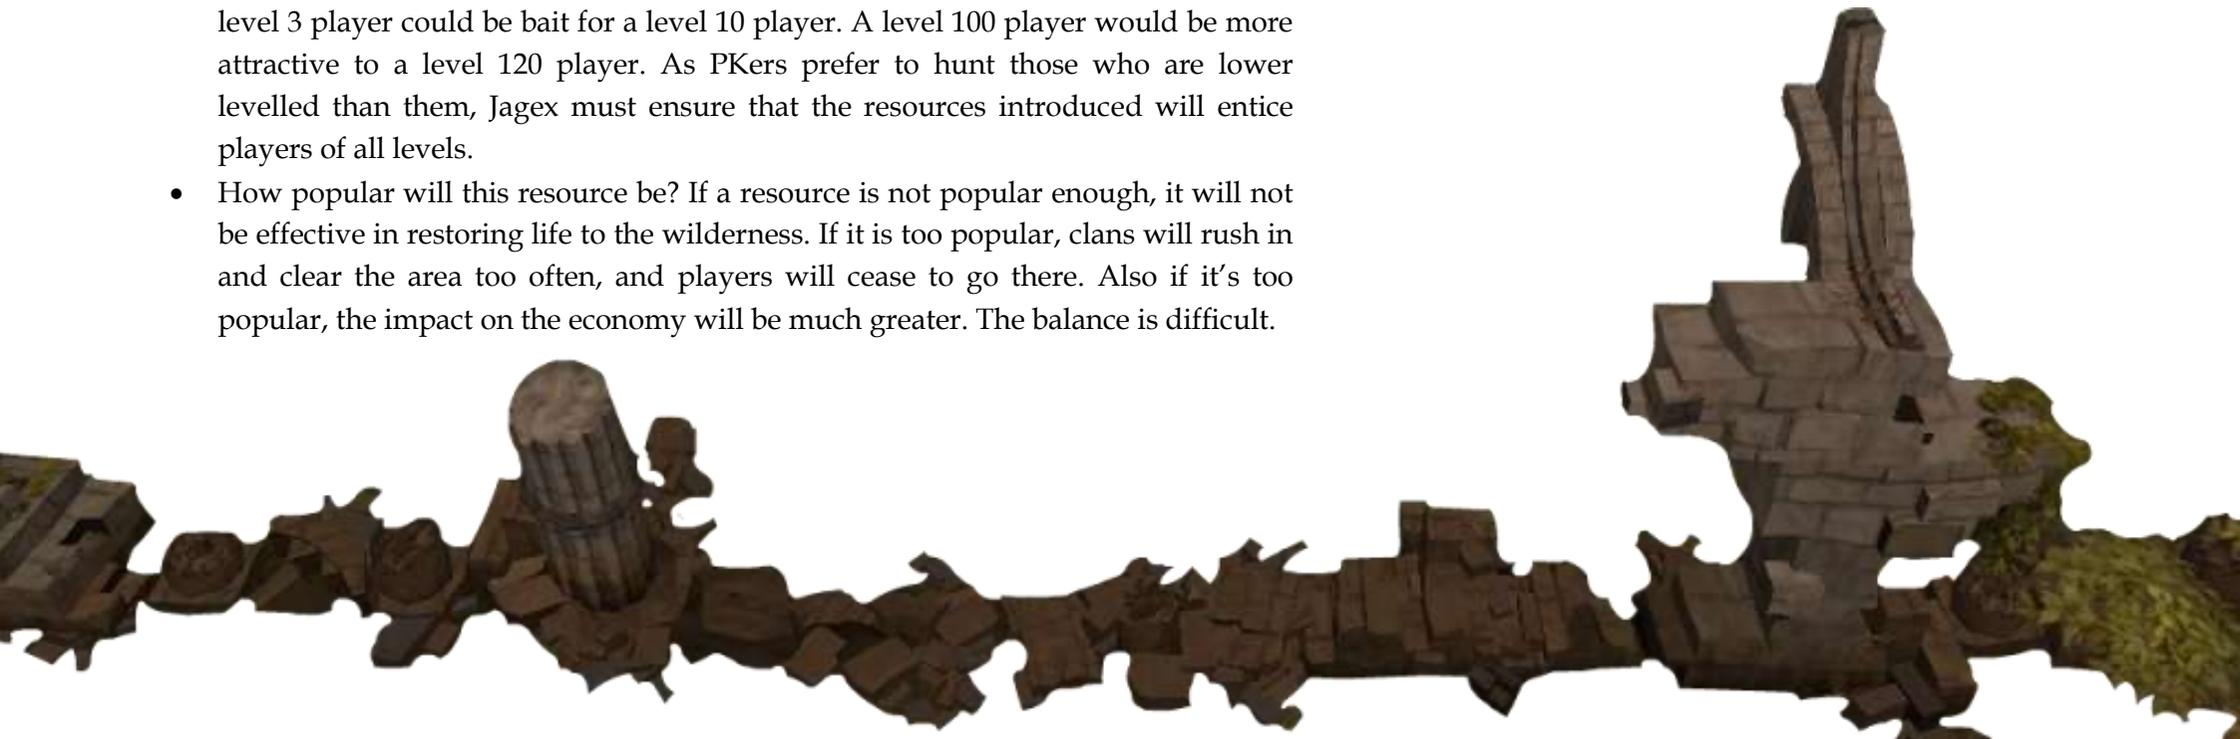 level 3 player could be bait for a level 10 player. A level 100 player would be more
attractive to a level 120 player. As PKers prefer to hunt those who are lower
levelled than them, Jagex must ensure that the resources introduced will entice
players of all levels.
• How popular will this resource be? If a resource is not popular enough, it will not
be effective in restoring life to the wilderness. If it is too popular, clans will rush in
and clear the area too often, and players will cease to go there. Also if it’s too
popular, the impact on the economy will be much greater. The balance is difficult.